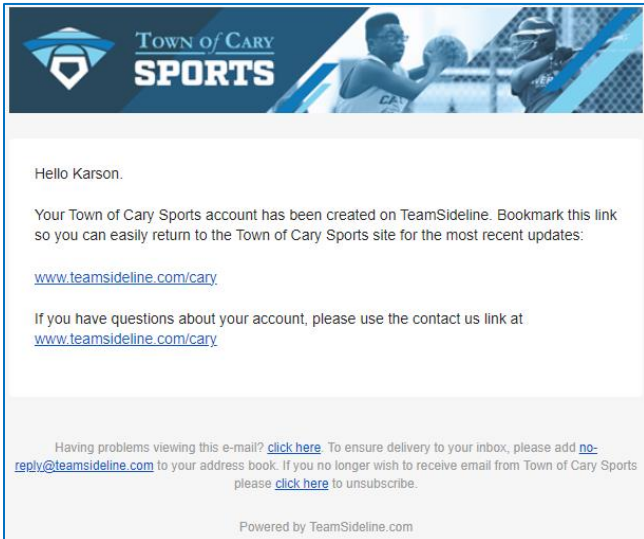 TOWN of CARY
SPORTS
Hello Karson.
Your Town of Cary Sports account has been created on TeamSideline. Bookmark this link
so you can easily return to the Town of Cary Sports site for the most recent updates:
www.teamsideline.com/cary
If you have questions about your account, please use the contact us link at
www.teamsideline.com/cary
Having problems viewing this e-mail? click here. To ensure delivery to your inbox, please add no-
reply@teamsideline.com to your address book. If you no longer wish to receive email from Town of Cary Sports
please click here to unsubscribe.
Powered by TeamSideline.com